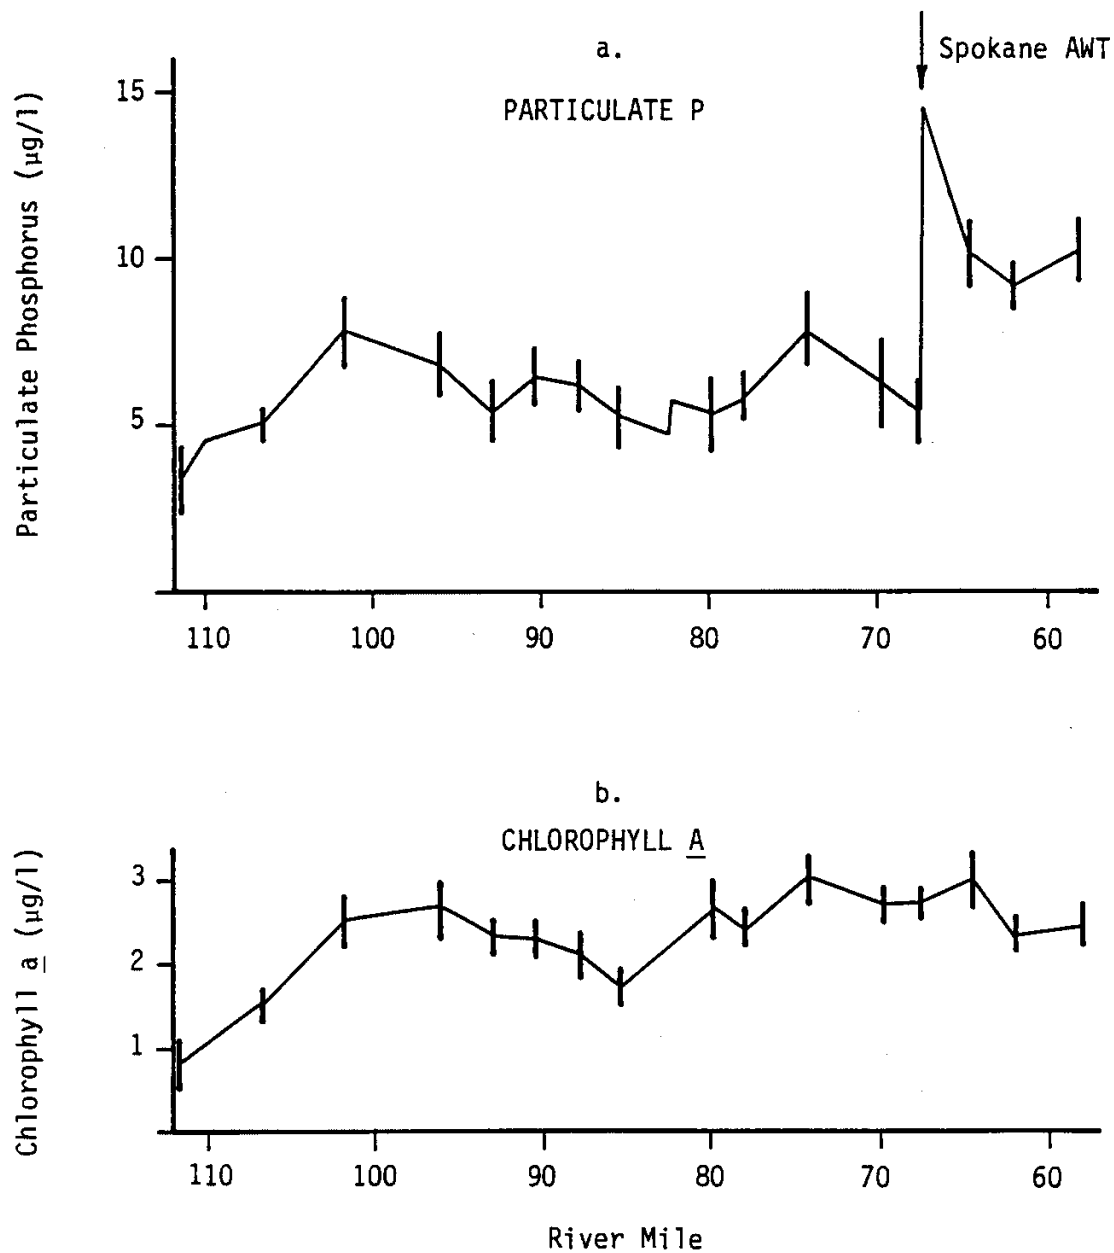 a.
Spokane AWT
PARTICULATE P
Particulate Phosphorus (µg/l)
15
10
5
110 100 90 80 70 60
b.
CHLOROPHYLL A
Chlorophyll a (µg/l)
3
2
1
110 100 90 80 70 60
River Mile